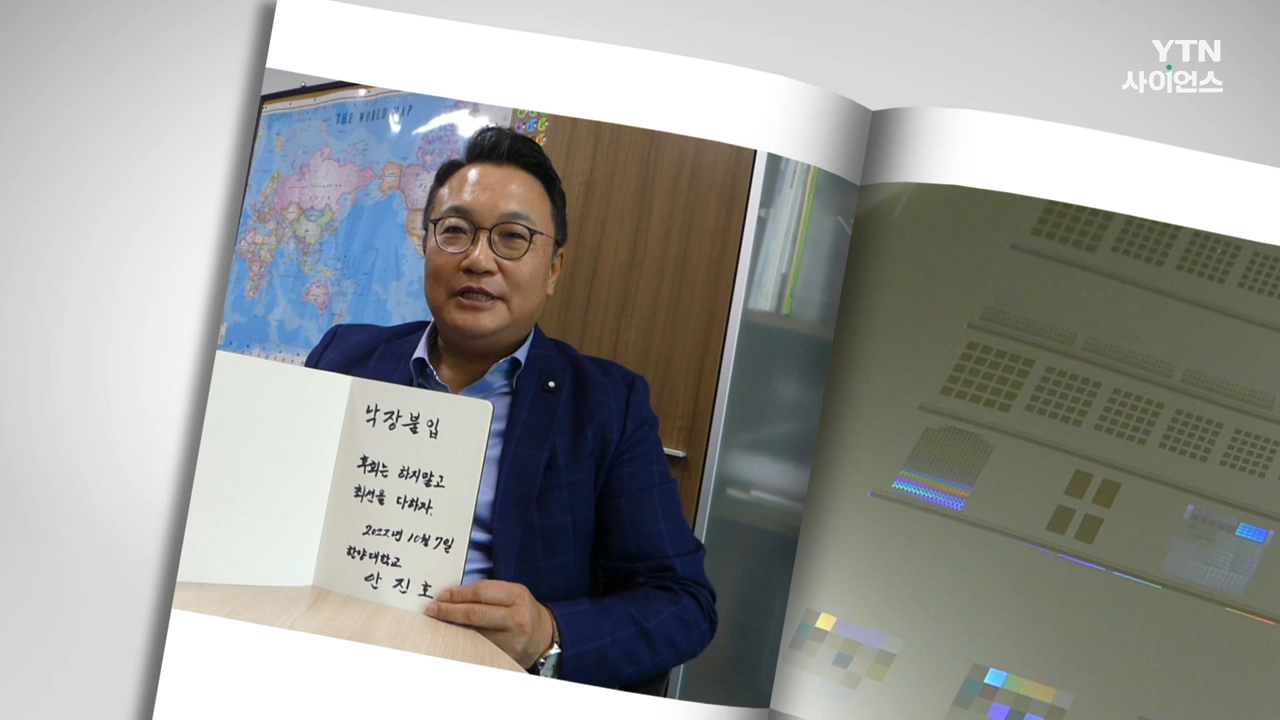 YTN
사이언스
THE WORLD MAP
낙장불입
후회는 하지말고
최선을 다하자.
2022년 10월 7일
한양대학교
안진호